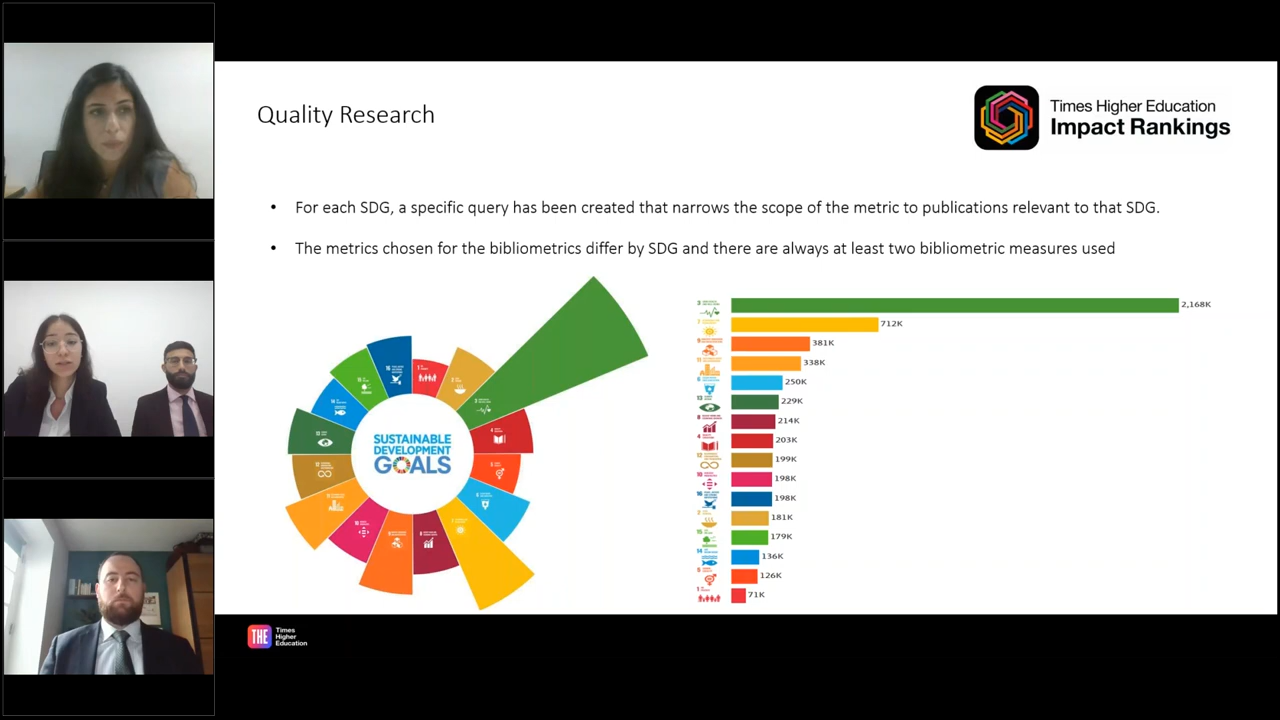 Quality Research
Times Higher Education
Impact Rankings
• For each SDG, a specific query has been created that narrows the scope of the metric to publications relevant to that SDG.
• The metrics chosen for the bibliometrics differ by SDG and there are always at least two bibliometric measures used
SUSTAINABLE
DEVELOPMENT
GOALS
2,168K
712K
381K
338K
250K
229K
214K
203K
199K
198K
198K
181K
179K
136K
126K
71K
THE
Times
Higher
Education